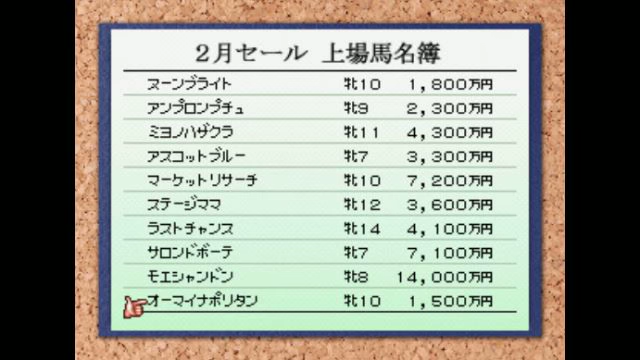 2月セール 上場馬名簿
ヌーンブライト 牝10 1,800万円
アンプロンプチュ 牝9 2,300万円
ミヨノハザクラ 牝11 4,300万円
アスコットブルー 牝7 3,300万円
マーケットリサーチ 牝10 7,200万円
ステージママ 牝12 3,600万円
ラストチャンス 牝14 4,100万円
サロンドボーテ 牝7 7,100万円
モエシャンドン 牝8 14,000万円
オーマイナポリタン 牝10 1,500万円